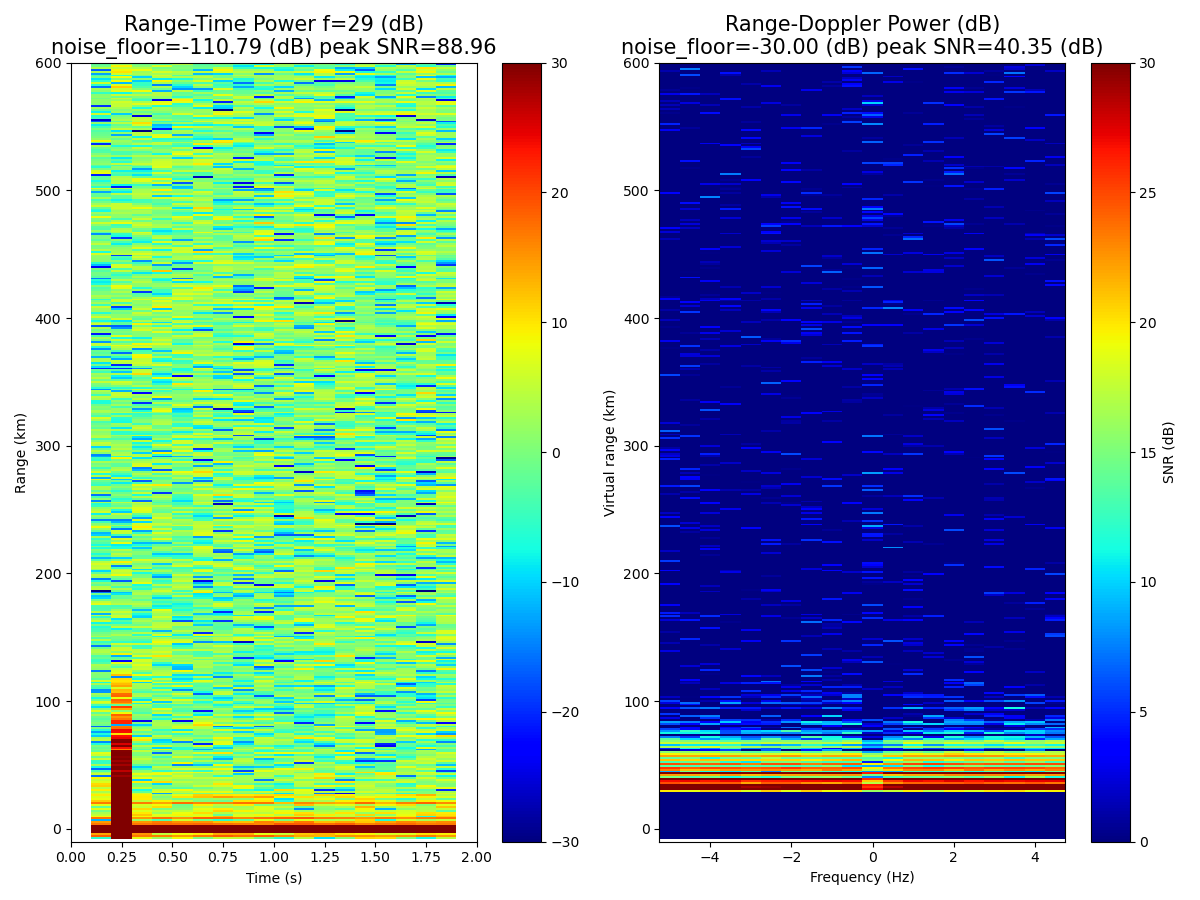 Range-Time Power f=29 (dB)
noise_floor=-110.79 (dB) peak SNR=88.96
600
500
400
300
200
100
0
Range (km)
0.00 0.25 0.50 0.75 1.00 1.25 1.50 1.75 2.00
Time (s)
30
20
10
0
−10
−20
−30
Range-Doppler Power (dB)
noise_floor=-30.00 (dB) peak SNR=40.35 (dB)
600
500
400
300
200
100
0
Virtual range (km)
−4 −2 0 2 4
Frequency (Hz)
30
25
20
15
10
5
0
SNR (dB)